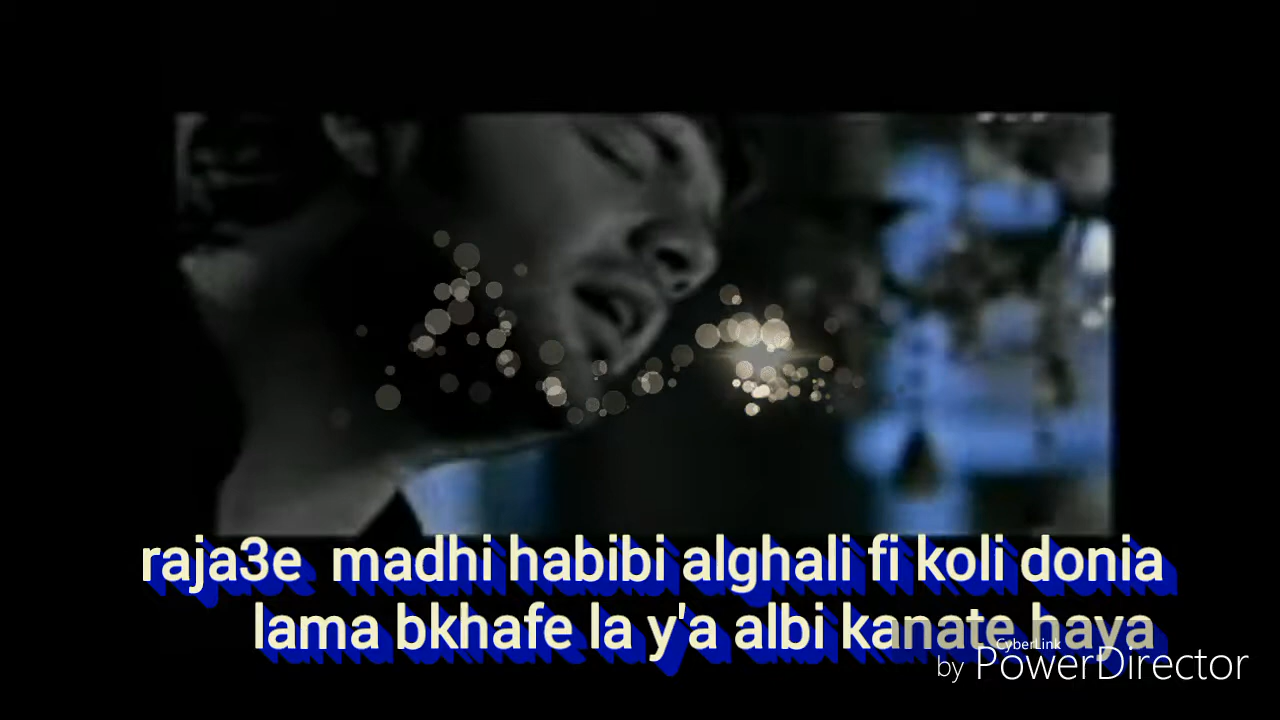 raja3e madhi habibi alghali fi koli donia
lama bkhafe la y'a albi kanate haya
CyberLink
by PowerDirector